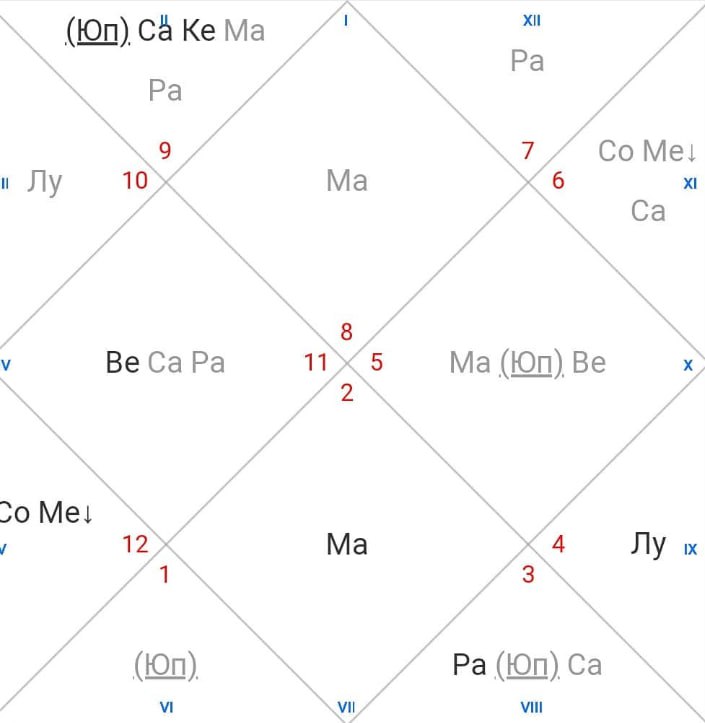 II I XII
(Юп) Са Ке Ма
Ра
Ра
9 7
Со Ме↓
II Лу 10 Ма 6 XI
Са
8
V Ве Са Ра 11 5 Ма (Юп) Ве X
2
Со Ме↓
V 12 Ма 4 Лу IX
1 3
(Юп) Ра (Юп) Са
VI VII VIII